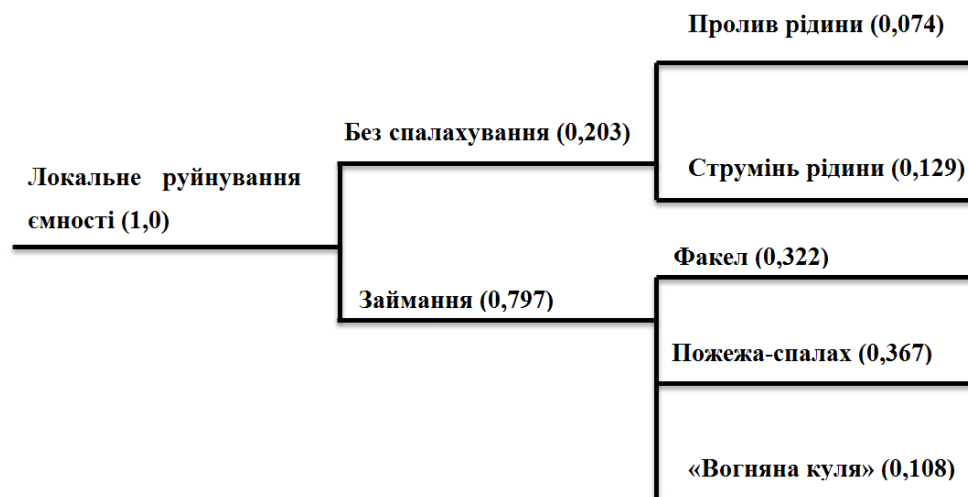 Пролив рідини (0,074)
Без спалахування (0,203)
Струмінь рідини (0,129)
Локальне руйнування
ємності (1,0)
Факел (0,322)
Займання (0,797)
Пожежа-спалах (0,367)
«Вогняна куля» (0,108)